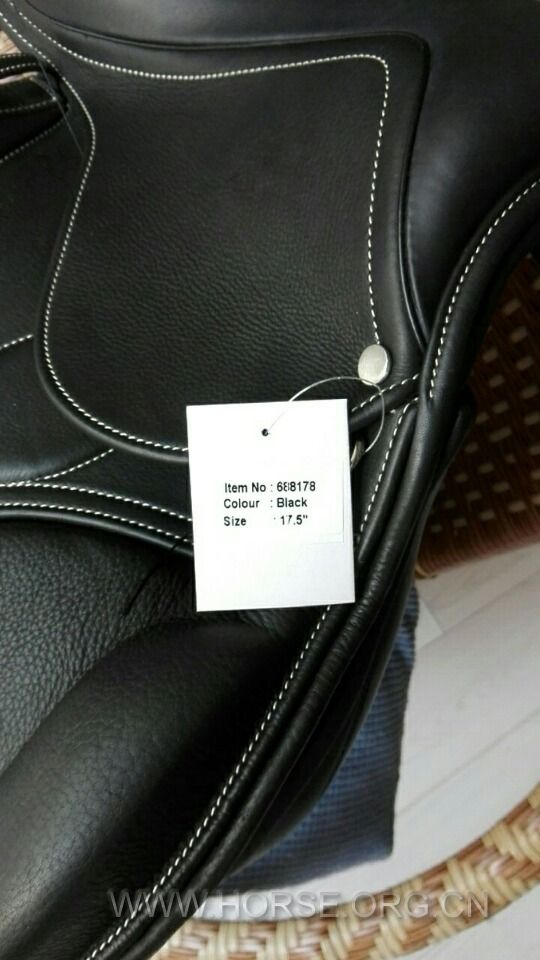 Item No : 688178
Colour : Black
Size : 17.5"
WWW.HORSE.ORG.CN